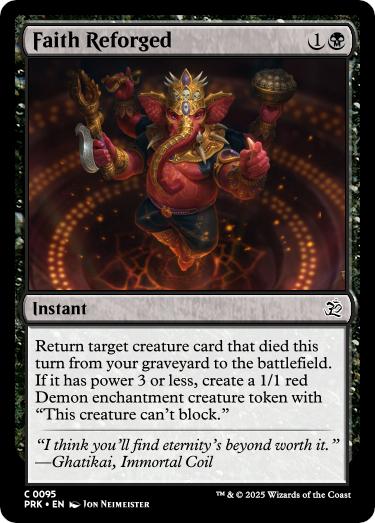 Faith Reforged 1
Instant
Return target creature card that died this
turn from your graveyard to the battlefield.
If it has power 3 or less, create a 1/1 red
Demon enchantment creature token with
“This creature can’t block.”
“I think you’ll find eternity’s beyond worth it.”
—Ghatikai, Immortal Coil
C 0095
PRK • EN Jon Neimeister
™ & © 2025 Wizards of the Coast